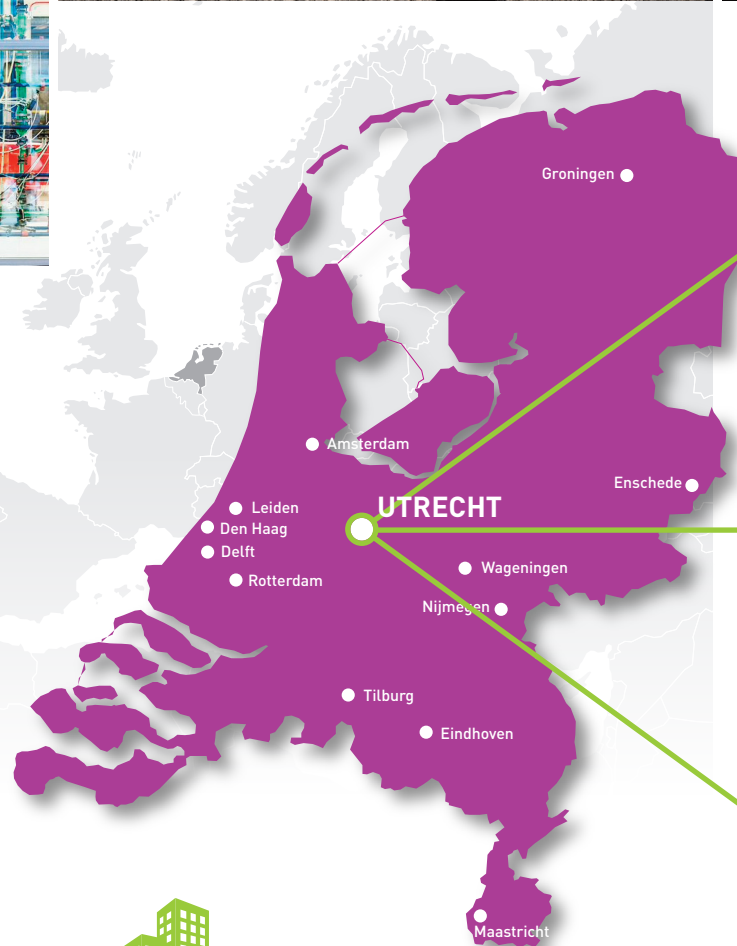 Groningen
Amsterdam
Enschede
UTRECHT
Leiden
Den Haag
Delft
Wageningen
Rotterdam
Nijmegen
Tilburg
Eindhoven
Maastricht